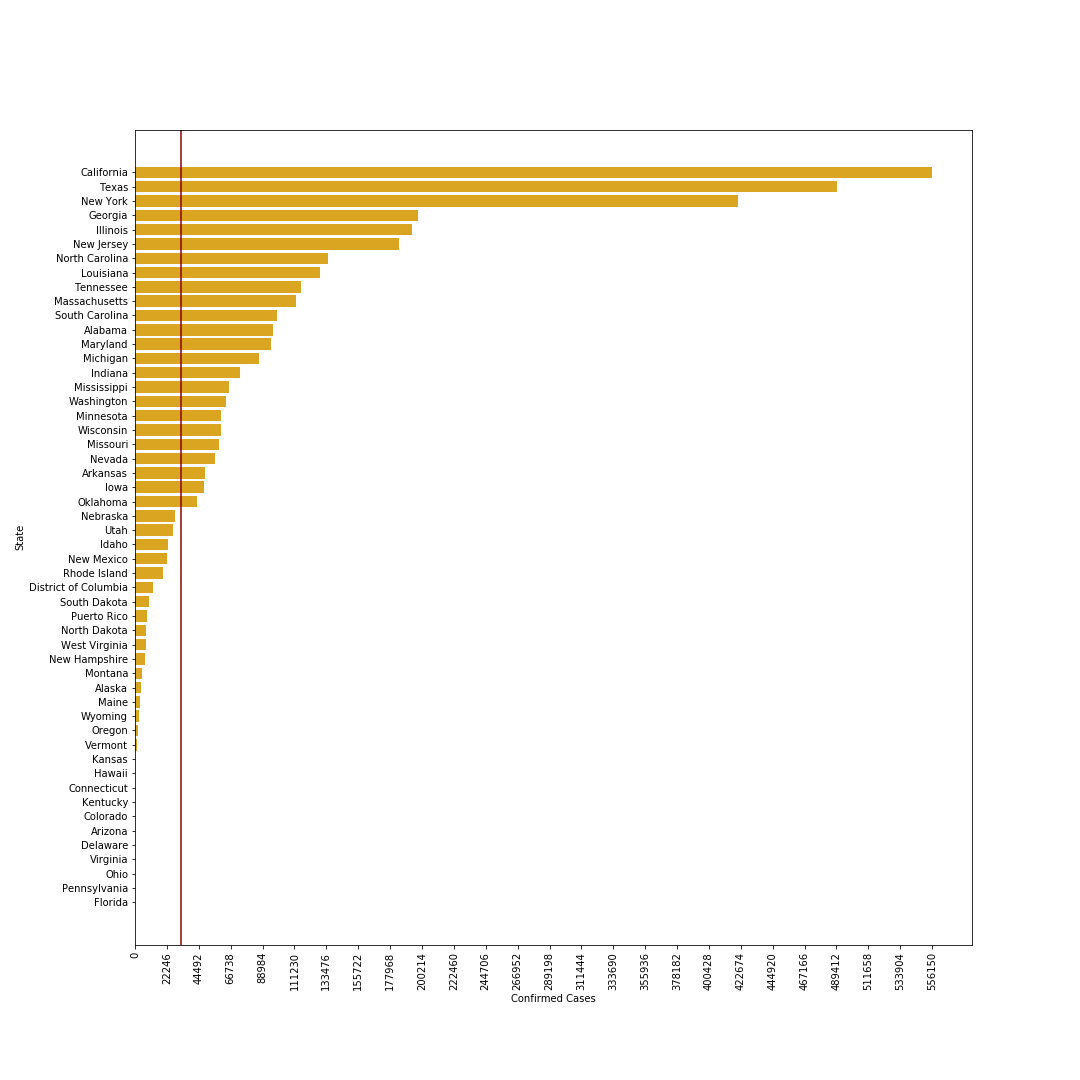 California
Texas
New York
Georgia
Illinois
New Jersey
North Carolina
Louisiana
Tennessee
Massachusetts
South Carolina
Alabama
Maryland
Michigan
Indiana
Mississippi
Washington
Minnesota
Wisconsin
Missouri
Nevada
Arkansas
Iowa
Oklahoma
Nebraska
Utah
Idaho
New Mexico
Rhode Island
District of Columbia
South Dakota
Puerto Rico
North Dakota
West Virginia
New Hampshire
Montana
Alaska
Maine
Wyoming
Oregon
Vermont
Kansas
Hawaii
Connecticut
Kentucky
Colorado
Arizona
Delaware
Virginia
Ohio
Pennsylvania
Florida
State
0
22246
44492
66738
88984
111230
133476
155722
177968
200214
222460
244706
266952
289198
311444
333690
355936
378182
400428
422674
444920
467166
489412
511658
533904
556150
Confirmed Cases